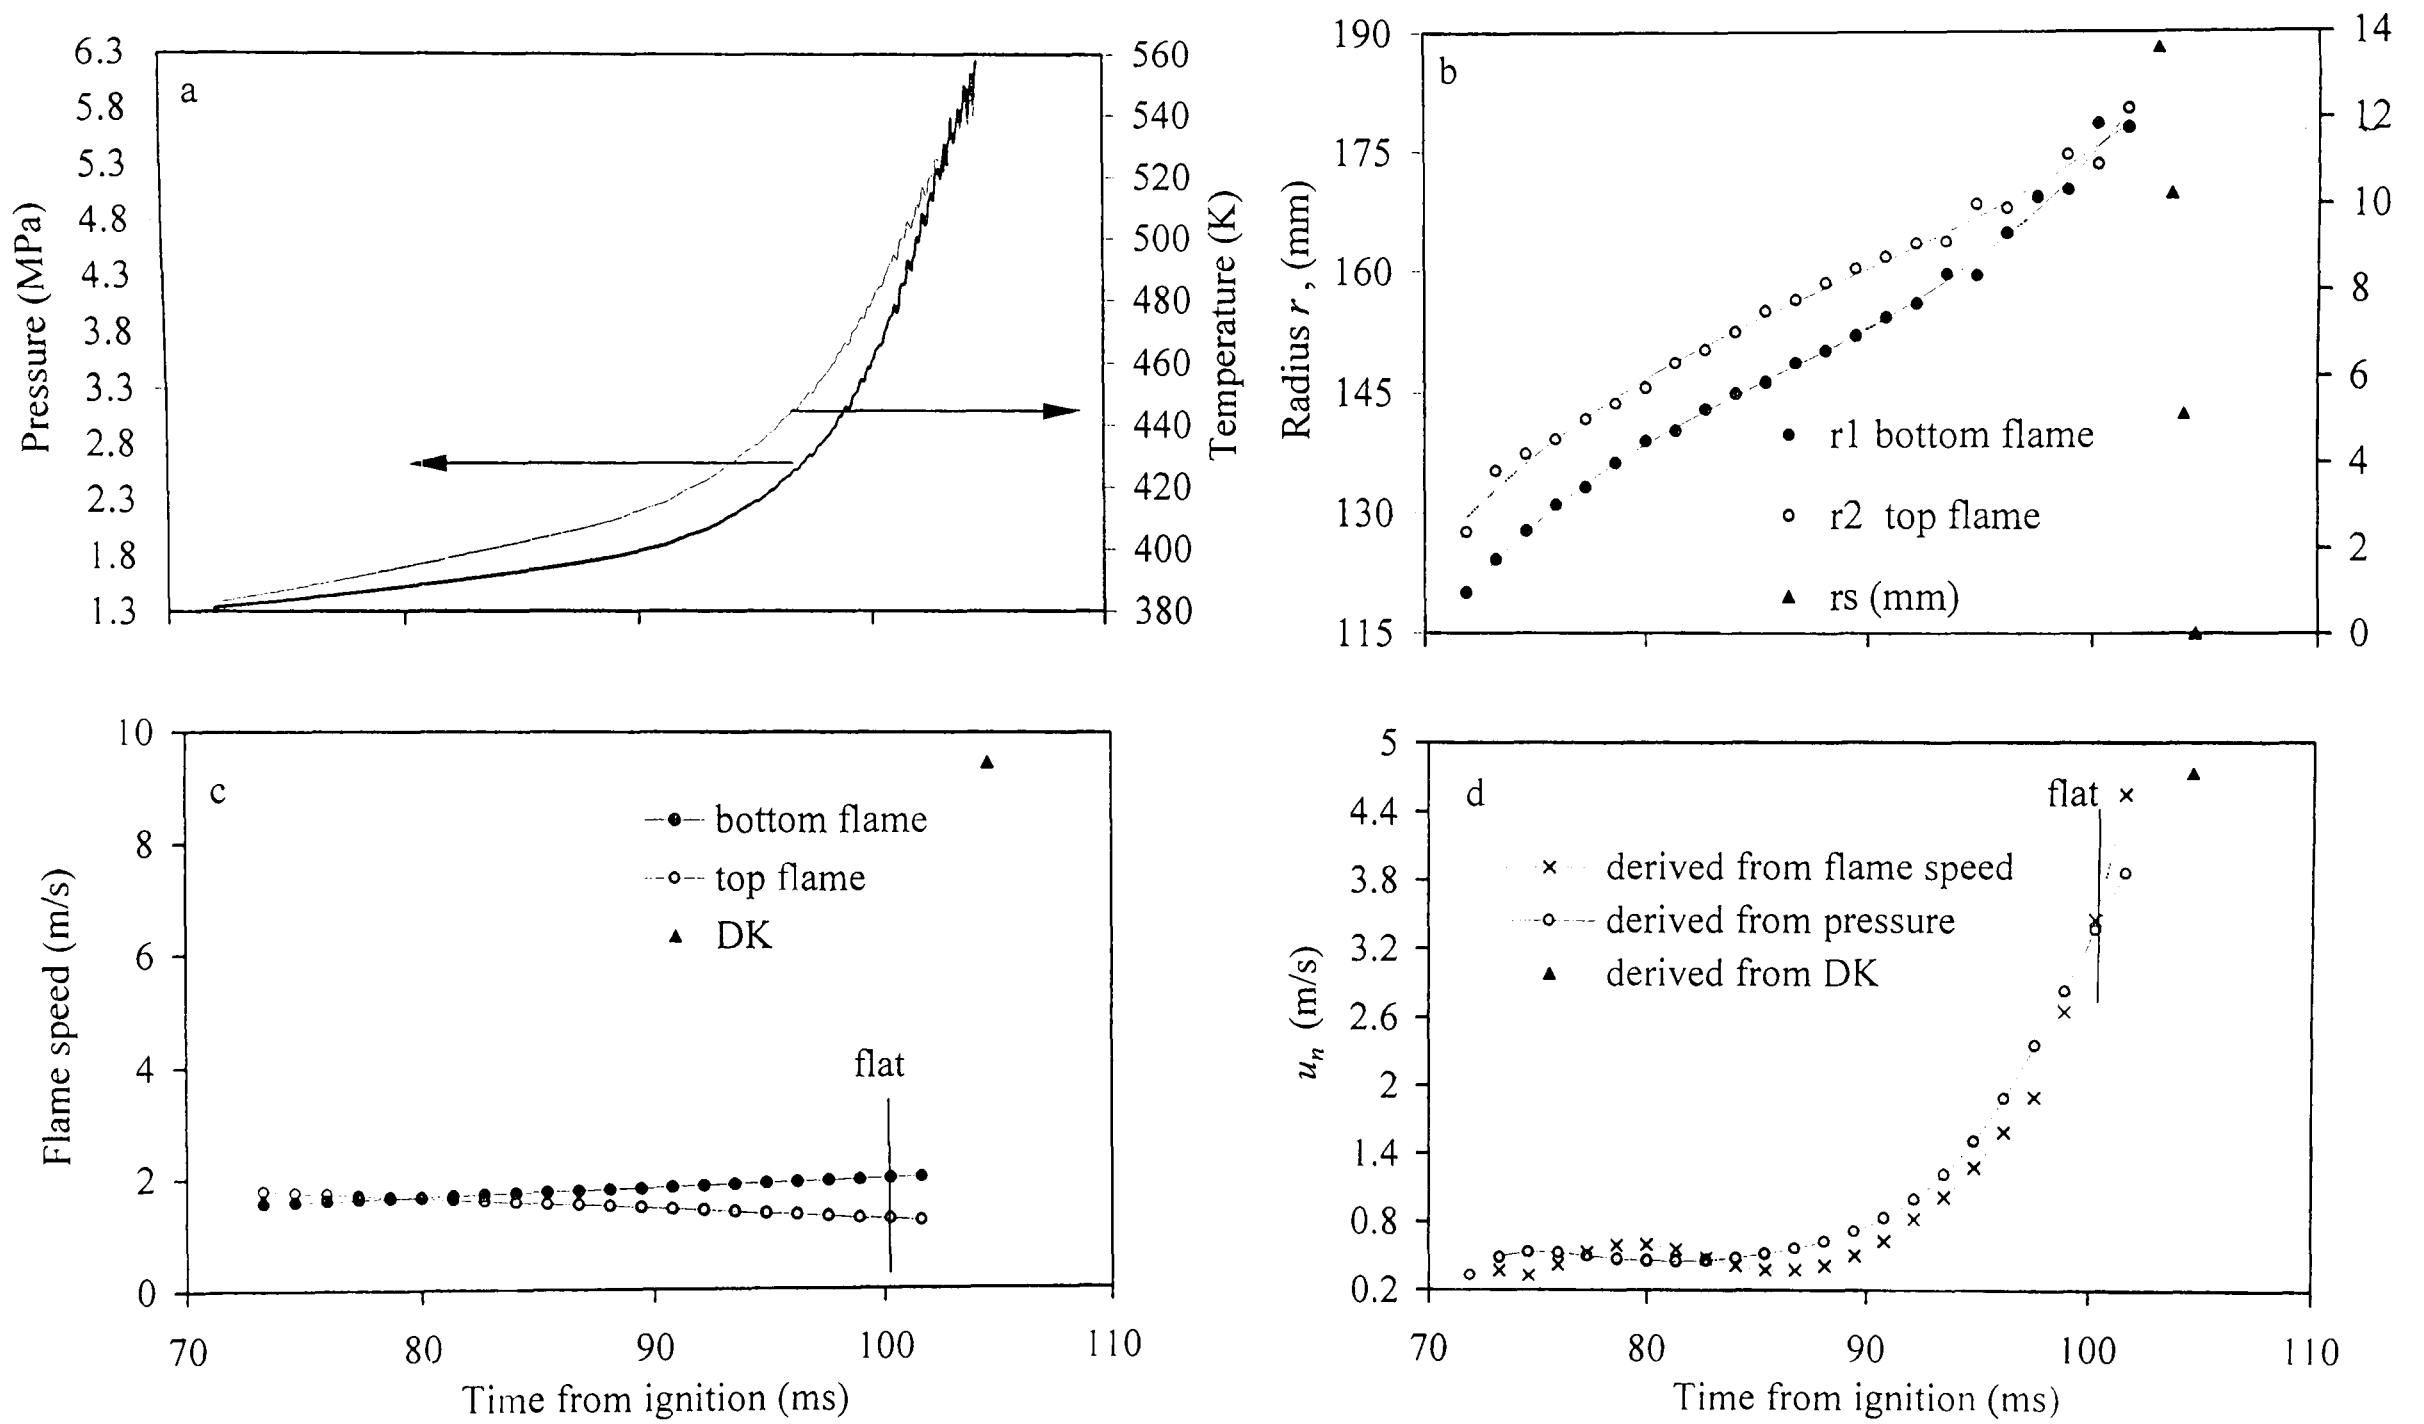 a
6.3
5.8
5.3
4.8
4.3
3.8
3.3
2.8
2.3
1.8
1.3
Pressure (MPa)
560
540
520
500
480
460
440
420
400
380
Temperature (K)
b
190
175
160
145
130
115
Radius r , (mm)
14
12
10
8
6
4
2
0
r1 bottom flame
r2 top flame
rs (mm)
c
10
8
6
4
2
0
Flame speed (m/s)
bottom flame
top flame
DK
flat
70 80 90 100 110
Time from ignition (ms)
d
5
4.4
3.8
3.2
2.6
2
1.4
0.8
0.2
uₙ (m/s)
flat
derived from flame speed
derived from pressure
derived from DK
70 80 90 100 110
Time from ignition (ms)